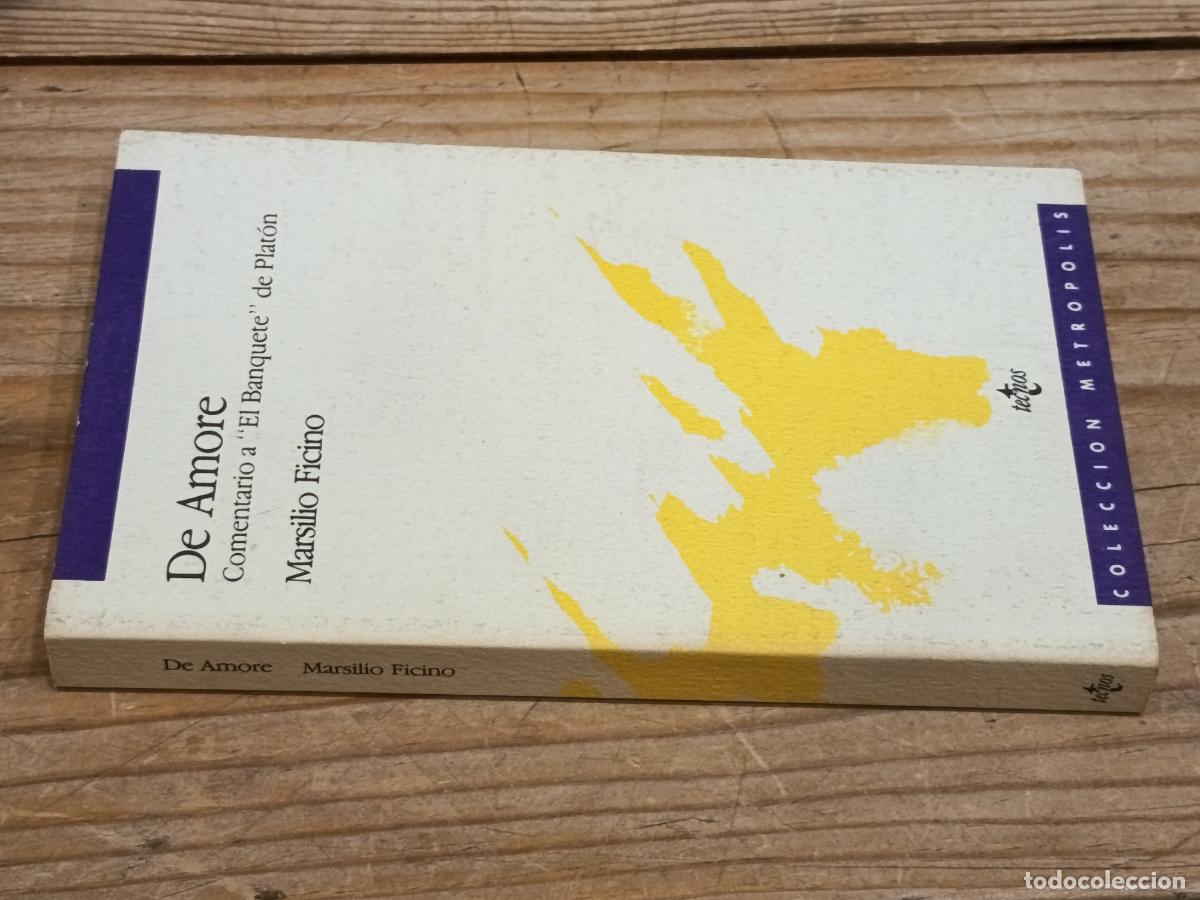 De Amore
Comentario a "El Banquete" de Platón
Marsilio Ficino
tecnos
COLECCION METROPOLIS
De Amore Marsilio Ficino
tecnos
todocoleccion